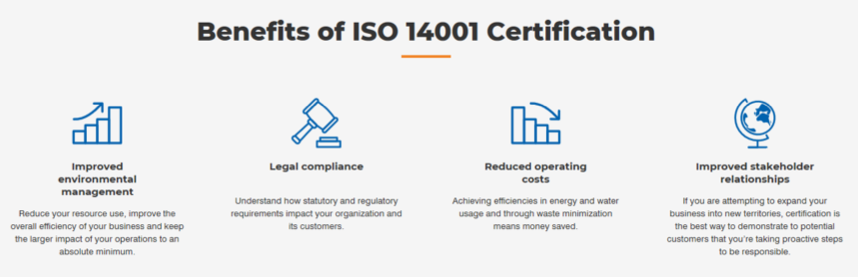 Benefits of ISO 14001 Certification
Improved
environmental
management
Reduce your resource use, improve the
overall efficiency of your business and keep
the larger impact of your operations to an
absolute minimum.
Legal compliance
Understand how statutory and regulatory
requirements impact your organization and
its customers.
Reduced operating
costs
Achieving efficiencies in energy and water
usage and through waste minimization
means money saved.
Improved stakeholder
relationships
If you are attempting to expand your
business into new territories, certification is
the best way to demonstrate to potential
customers that you're taking proactive steps
to be responsible.